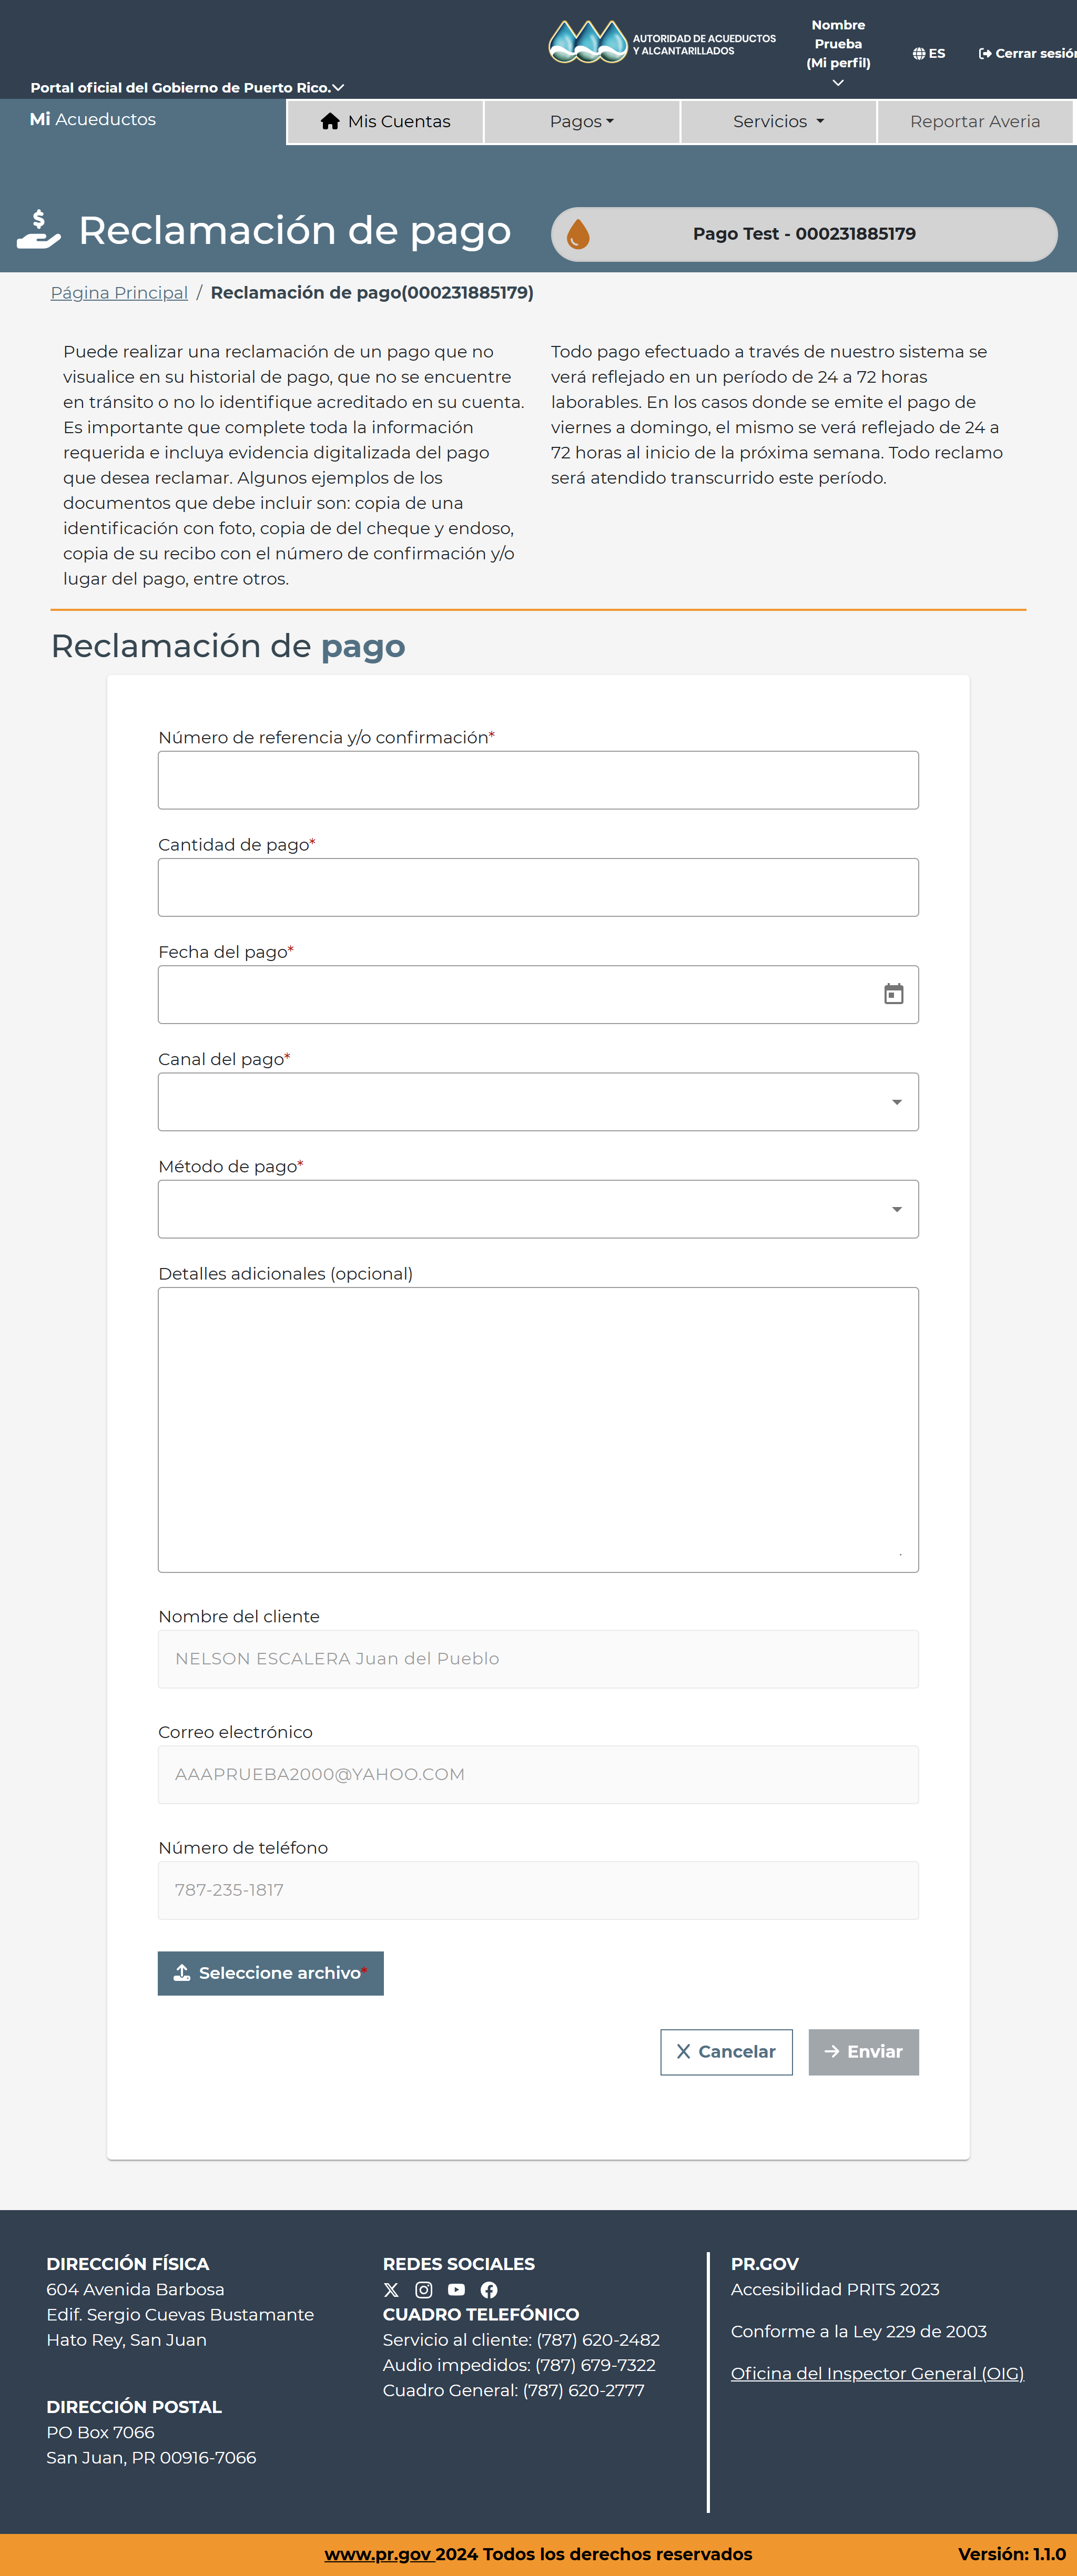 AUTORIDAD DE ACUEDUCTOS
Y ALCANTARILLADOS
Nombre
Prueba
(Mi perfil)
ES
Cerrar sesión
Portal oficial del Gobierno de Puerto Rico.
Mi Acueductos
Mis Cuentas
Pagos
Servicios
Reportar Averia
Reclamación de pago
Pago Test - 000231885179
Página Principal / Reclamación de pago(000231885179)
Puede realizar una reclamación de un pago que no
visualice en su historial de pago, que no se encuentre
en tránsito o no lo identifique acreditado en su cuenta.
Es importante que complete toda la información
requerida e incluya evidencia digitalizada del pago
que desea reclamar. Algunos ejemplos de los
documentos que debe incluir son: copia de una
identificación con foto, copia de del cheque y endoso,
copia de su recibo con el número de confirmación y/o
lugar del pago, entre otros.
Todo pago efectuado a través de nuestro sistema se
verá reflejado en un período de 24 a 72 horas
laborables. En los casos donde se emite el pago de
viernes a domingo, el mismo se verá reflejado de 24 a
72 horas al inicio de la próxima semana. Todo reclamo
será atendido transcurrido este período.
Reclamación de pago
Número de referencia y/o confirmación*
Cantidad de pago*
Fecha del pago*
Canal del pago*
Método de pago*
Detalles adicionales (opcional)
Nombre del cliente
NELSON ESCALERA Juan del Pueblo
Correo electrónico
AAAPRUEBA2000@YAHOO.COM
Número de teléfono
787-235-1817
Seleccione archivo*
Cancelar
Enviar
DIRECCIÓN FÍSICA
604 Avenida Barbosa
Edif. Sergio Cuevas Bustamante
Hato Rey, San Juan
DIRECCIÓN POSTAL
PO Box 7066
San Juan, PR 00916-7066
REDES SOCIALES
CUADRO TELEFÓNICO
Servicio al cliente: (787) 620-2482
Audio impedidos: (787) 679-7322
Cuadro General: (787) 620-2777
PR.GOV
Accesibilidad PRITS 2023
Conforme a la Ley 229 de 2003
Oficina del Inspector General (OIG)
www.pr.gov 2024 Todos los derechos reservados
Versión: 1.1.0